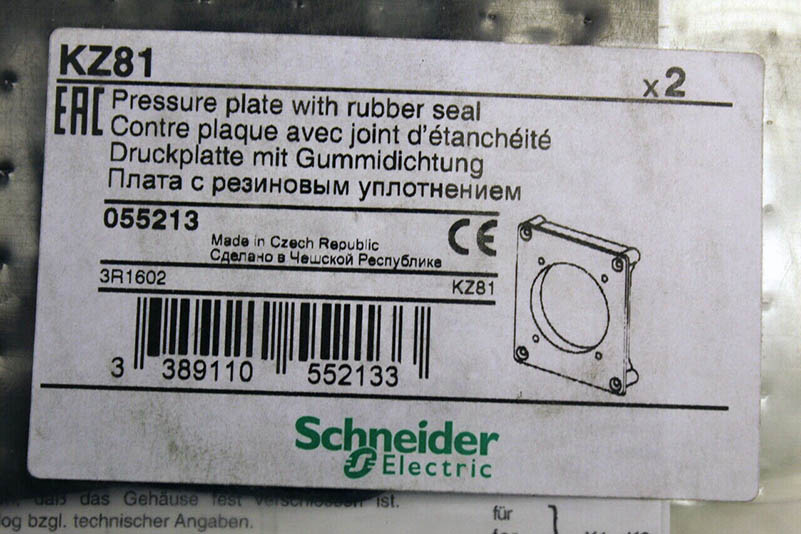 KZ81
x2
EAC
Pressure plate with rubber seal
Contre plaque avec joint d'étanchéité
Druckplatte mit Gummidichtung
Плата с резиновым уплотнением
055213
CE
Made in Czech Republic
Сделано в Чешской Республике
3R1602 KZ81
3 389110 552133
Schneider
Electric
daß das Gehäuse fest verschlossen ist.
log bzgl. technischer Angaben.
für